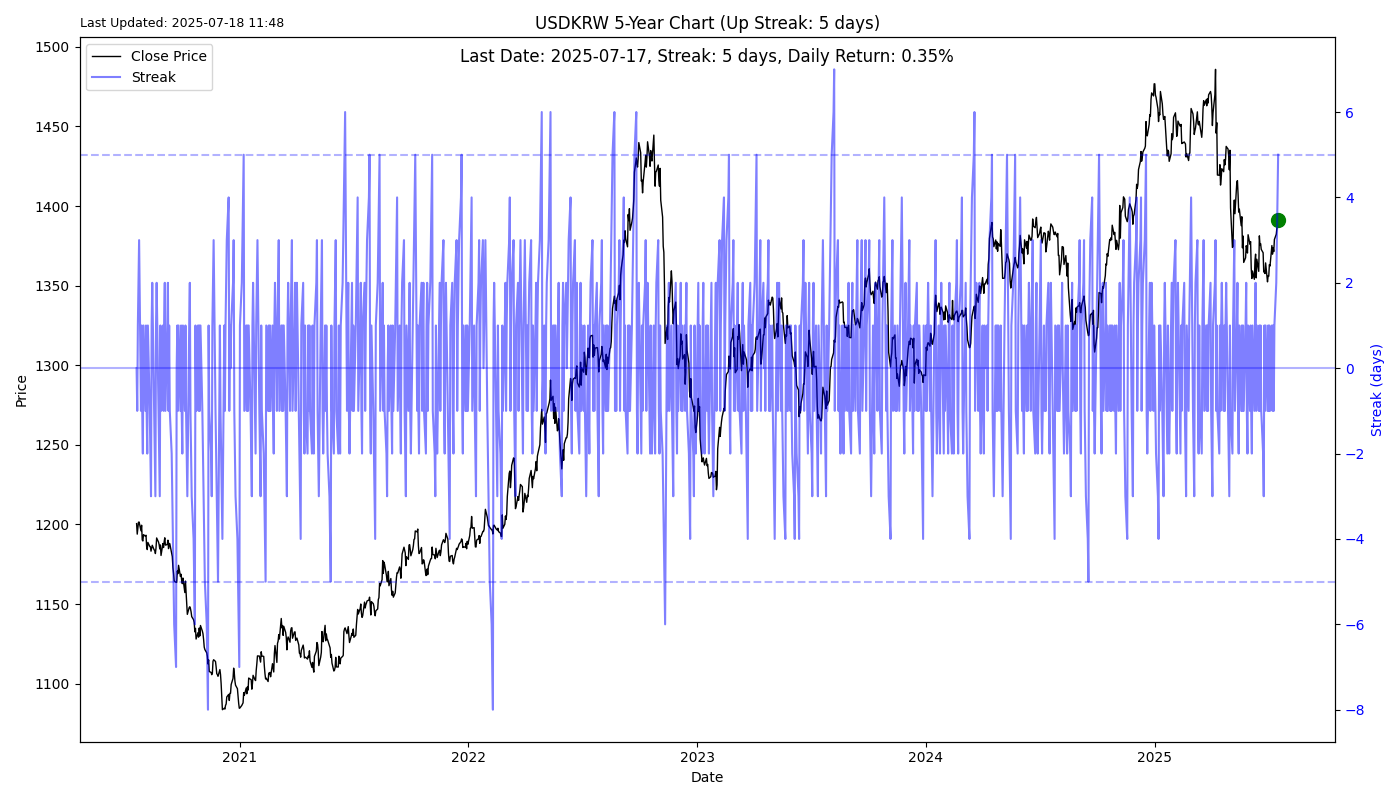 Last Updated: 2025-07-18 11:48
USDKRW 5-Year Chart (Up Streak: 5 days)
Last Date: 2025-07-17, Streak: 5 days, Daily Return: 0.35%
Close Price
Streak
1500
1450
1400
1350
1300
1250
1200
1150
1100
Price
6
4
2
0
−2
−4
−6
−8
Streak (days)
2021
2022
2023
2024
2025
Date